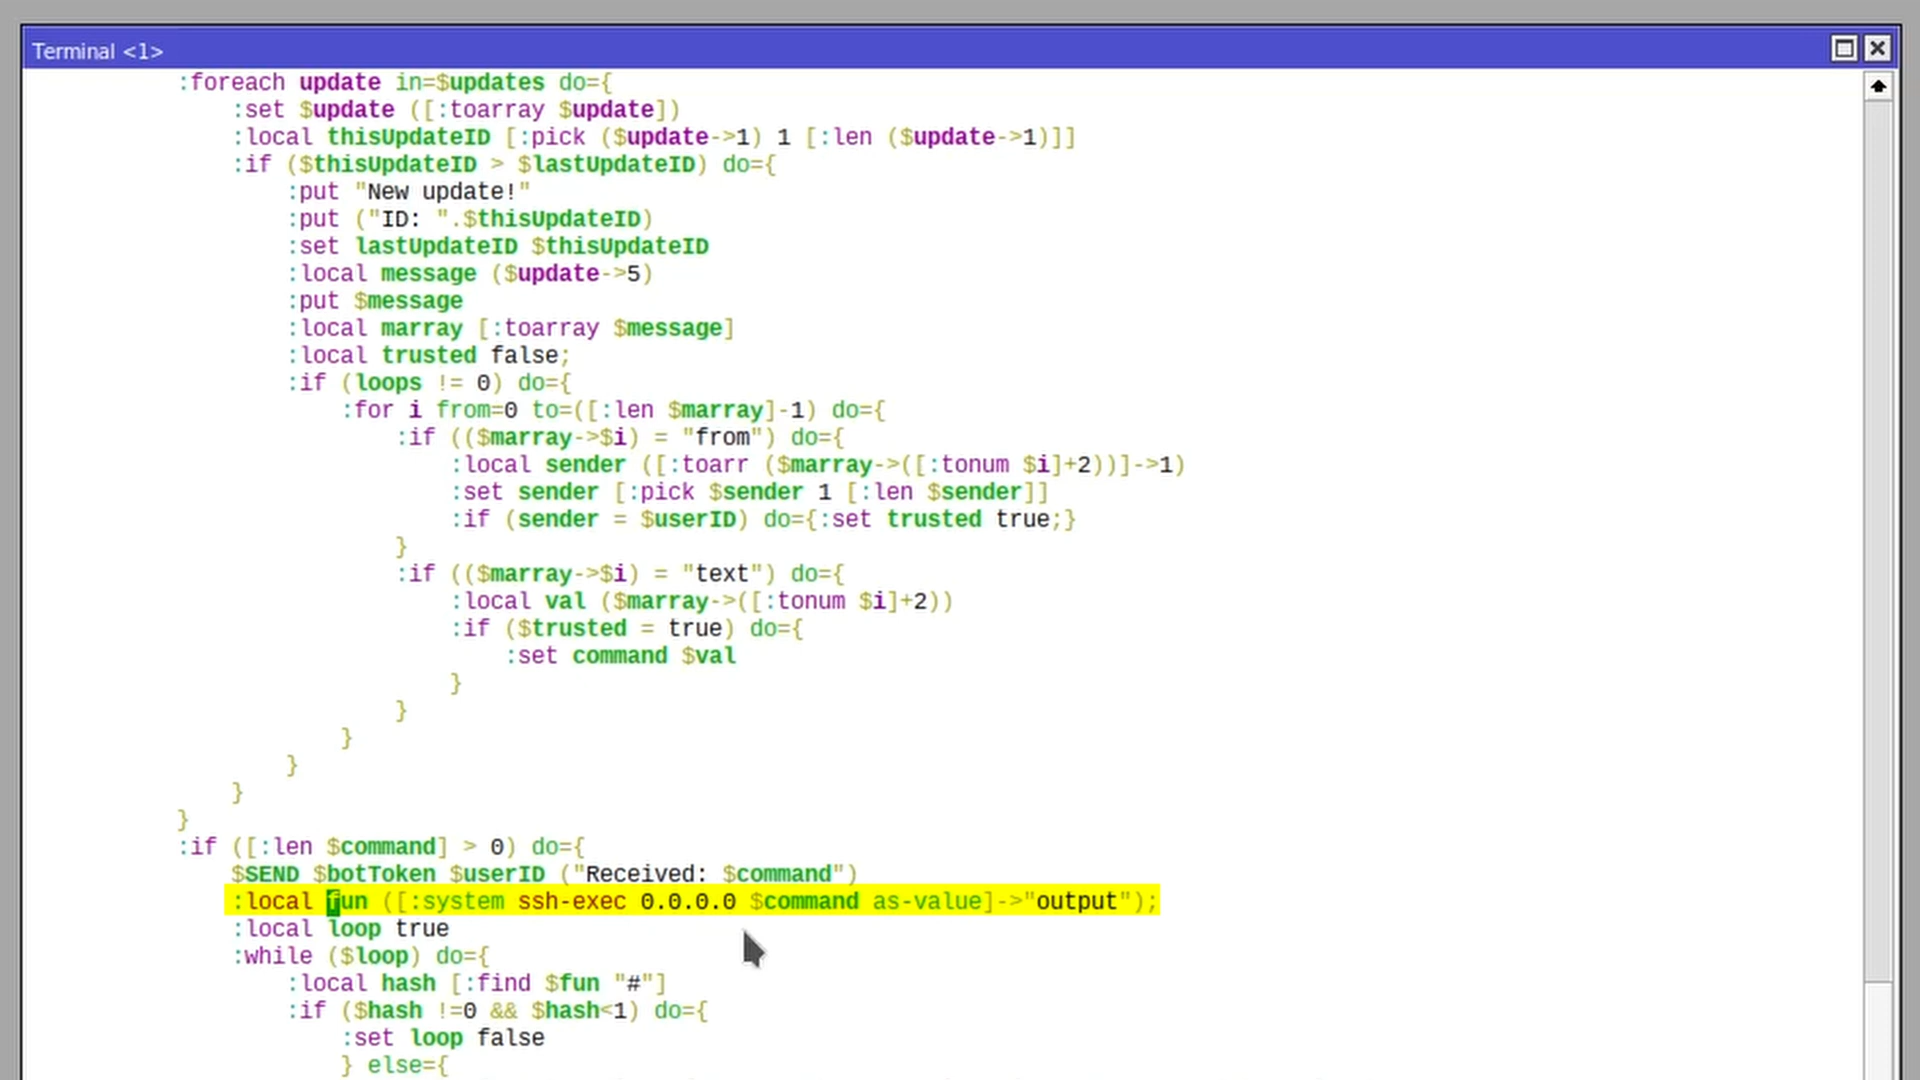 Terminal <1>
:foreach update in=$updates do={
:set $update ([:toarray $update])
:local thisUpdateID [:pick ($update->1) 1 [:len ($update->1)]]
:if ($thisUpdateID > $lastUpdateID) do={
:put "New update!"
:put ("ID: ".$thisUpdateID)
:set lastUpdateID $thisUpdateID
:local message ($update->5)
:put $message
:local marray [:toarray $message]
:local trusted false;
:if (loops != 0) do={
:for i from=0 to=([:len $marray]-1) do={
:if (($marray->$i) = "from") do={
:local sender ([:toarr ($marray->([:tonum $i]+2))]->1)
:set sender [:pick $sender 1 [:len $sender]]
:if (sender = $userID) do={:set trusted true;}
}
:if (($marray->$i) = "text") do={
:local val ($marray->([:tonum $i]+2))
:if ($trusted = true) do={
:set command $val
}
}
}
}
}
}
:if ([:len $command] > 0) do={
$SEND $botToken $userID ("Received: $command")
:local fun ([:system ssh-exec 0.0.0.0 $command as-value]->"output");
:local loop true
:while ($loop) do={
:local hash [:find $fun "#"]
:if ($hash !=0 && $hash<1) do={
:set loop false
} else={